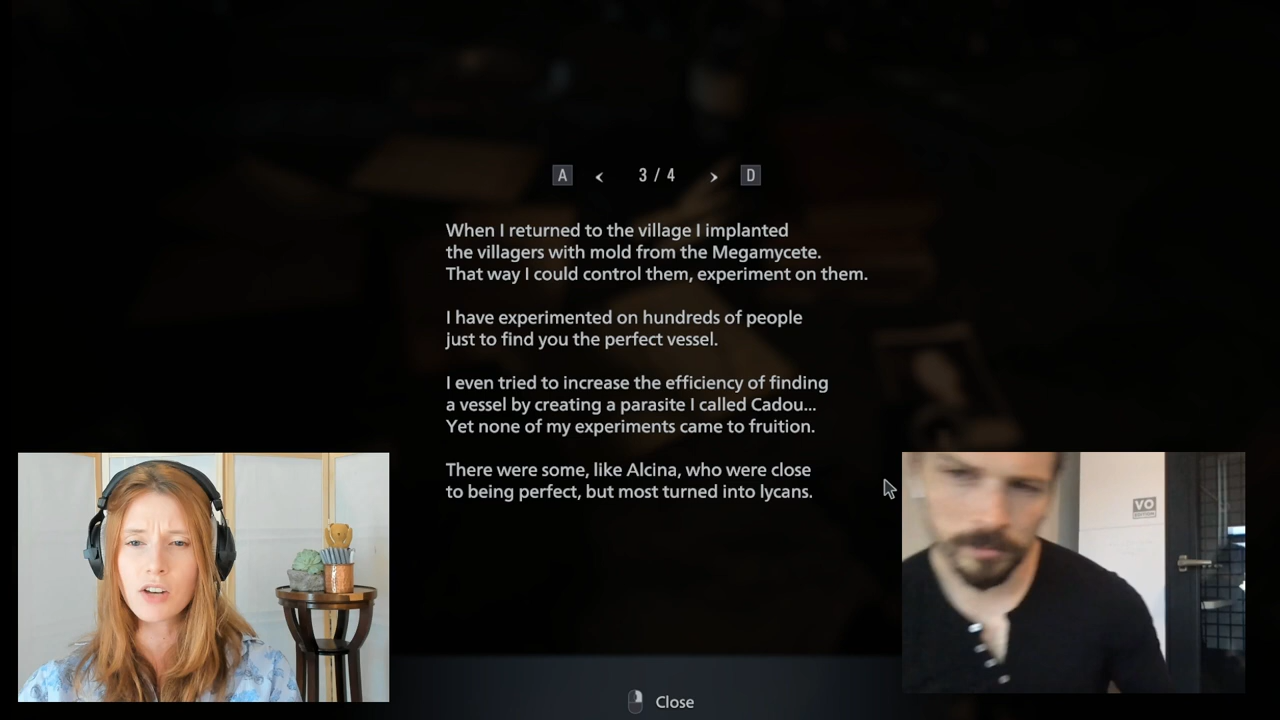 A < 3 / 4 > D
When I returned to the village I implanted
the villagers with mold from the Megamycete.
That way I could control them, experiment on them.
I have experimented on hundreds of people
just to find you the perfect vessel.
I even tried to increase the efficiency of finding
a vessel by creating a parasite I called Cadou...
Yet none of my experiments came to fruition.
There were some, like Alcina, who were close
to being perfect, but most turned into lycans.
VO
Close